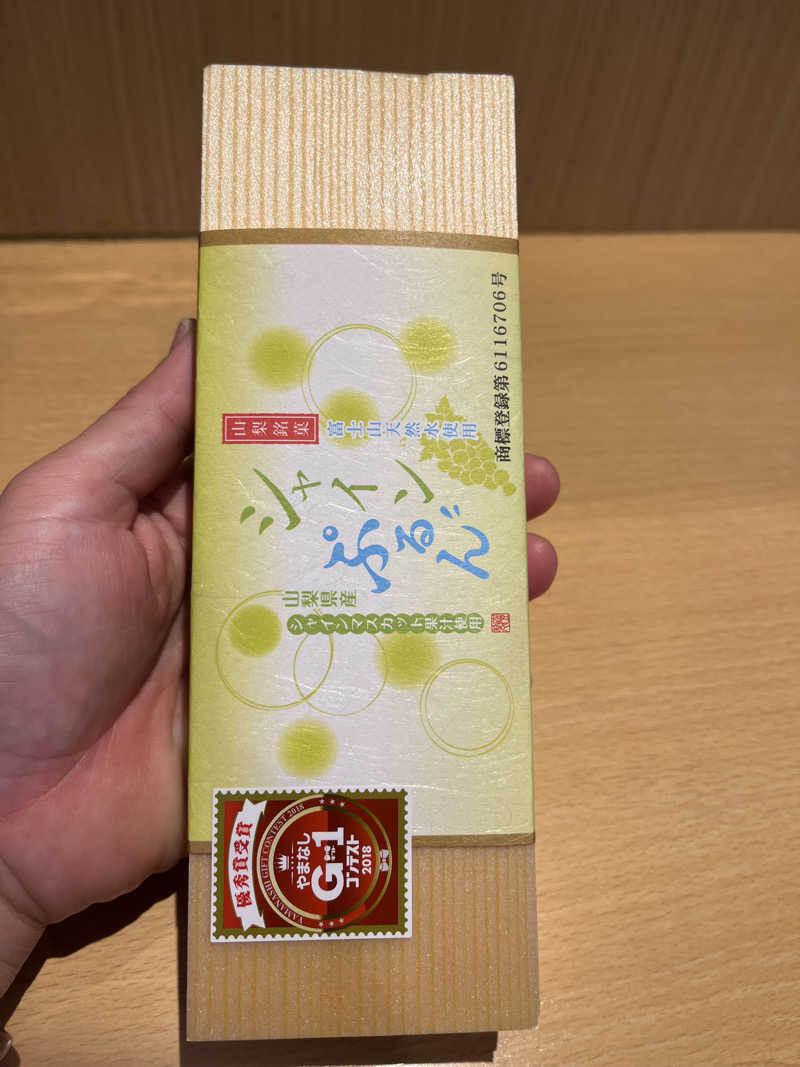 商標登録第6116706号
富士山天然水使用
山梨銘菓
シャイン
ぷるん
山梨県産
シャインマスカット果汁使用
優秀賞受賞
YAMANASHI GIFT CONTEST 2018
やまなし
G-1
コンテスト
2018